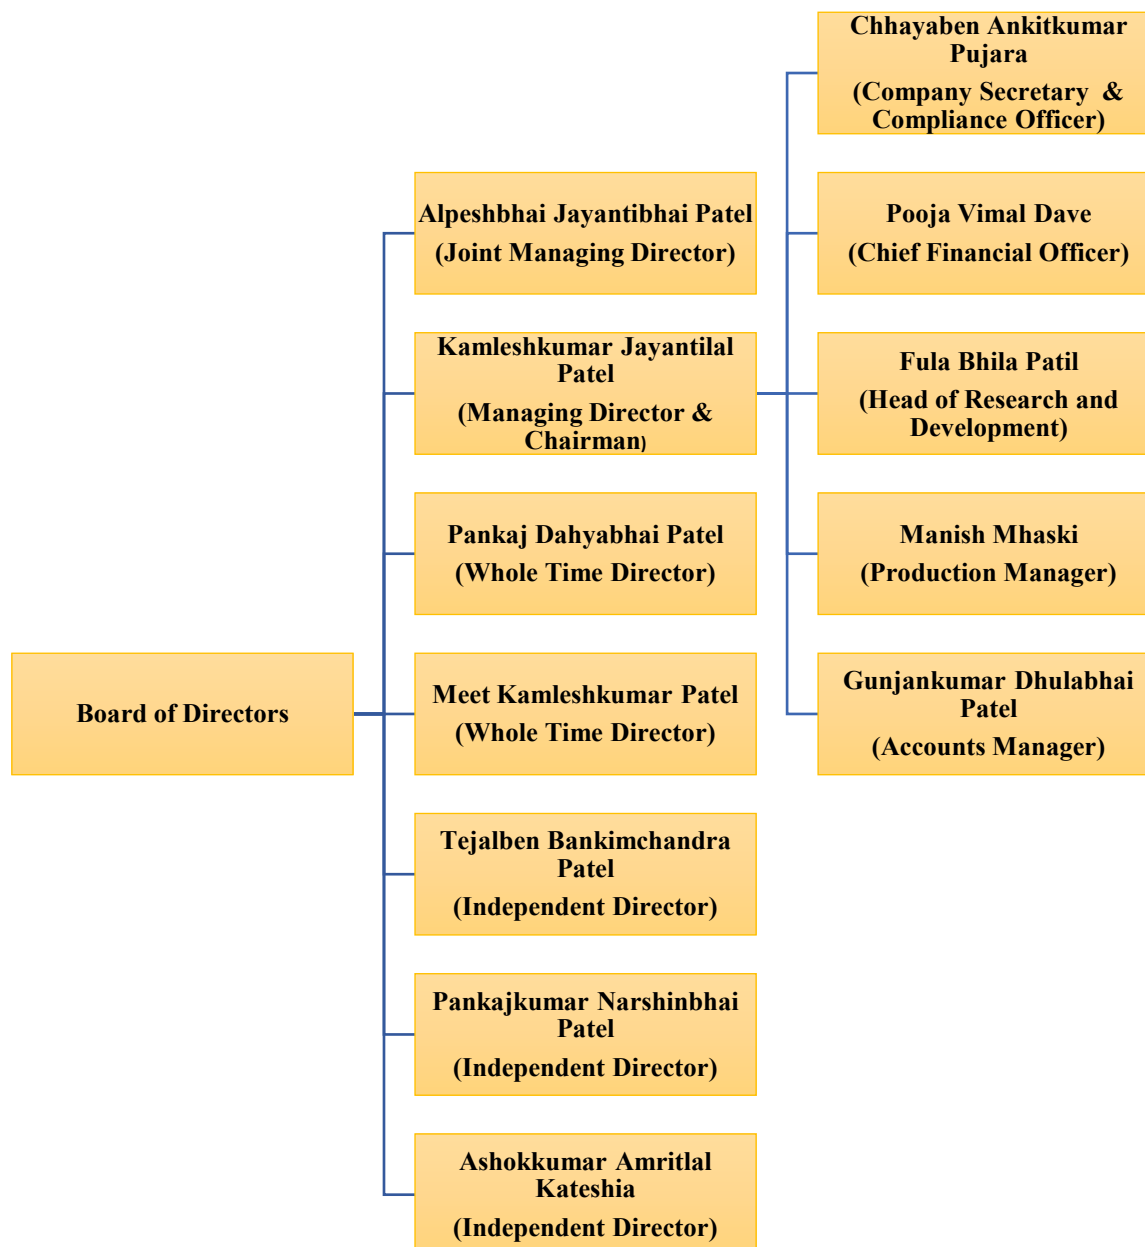 Board of Directors
Alpeshbhai Jayantibhai Patel
(Joint Managing Director)
Kamleshkumar Jayantilal
Patel
(Managing Director &
Chairman)
Pankaj Dahyabhai Patel
(Whole Time Director)
Meet Kamleshkumar Patel
(Whole Time Director)
Tejalben Bankimchandra
Patel
(Independent Director)
Pankajkumar Narshinbhai
Patel
(Independent Director)
Ashokkumar Amritlal
Kateshia
(Independent Director)
Chhayaben Ankitkumar
Pujara
(Company Secretary &
Compliance Officer)
Pooja Vimal Dave
(Chief Financial Officer)
Fula Bhila Patil
(Head of Research and
Development)
Manish Mhaski
(Production Manager)
Gunjankumar Dhulabhai
Patel
(Accounts Manager)